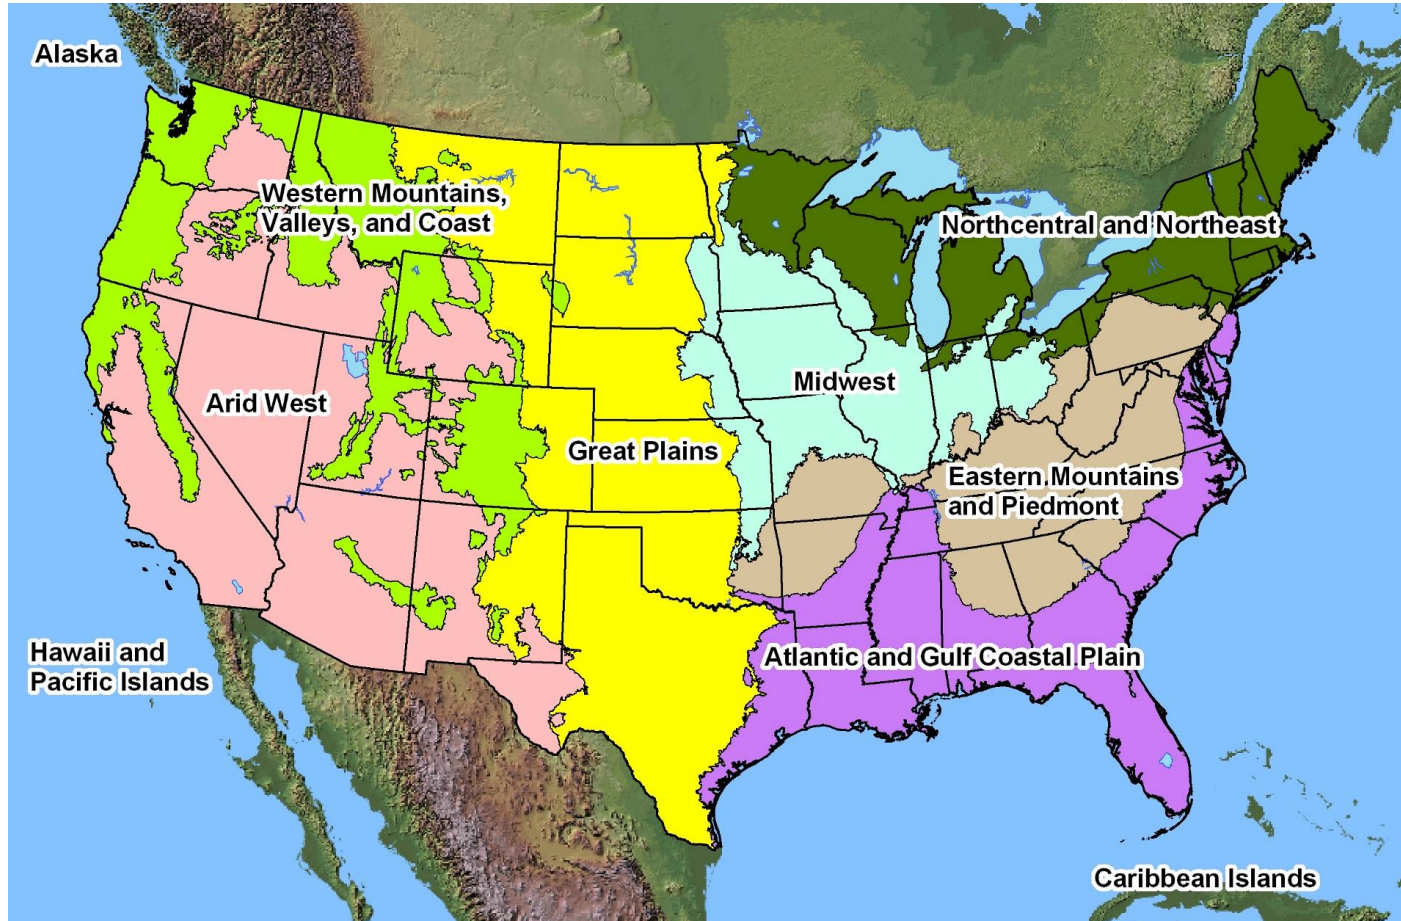 Alaska
Western Mountains,
Valleys, and Coast
Northcentral and Northeast
Arid West
Midwest
Great Plains
Eastern Mountains
and Piedmont
Hawaii and
Pacific Islands
Atlantic and Gulf Coastal Plain
Caribbean Islands